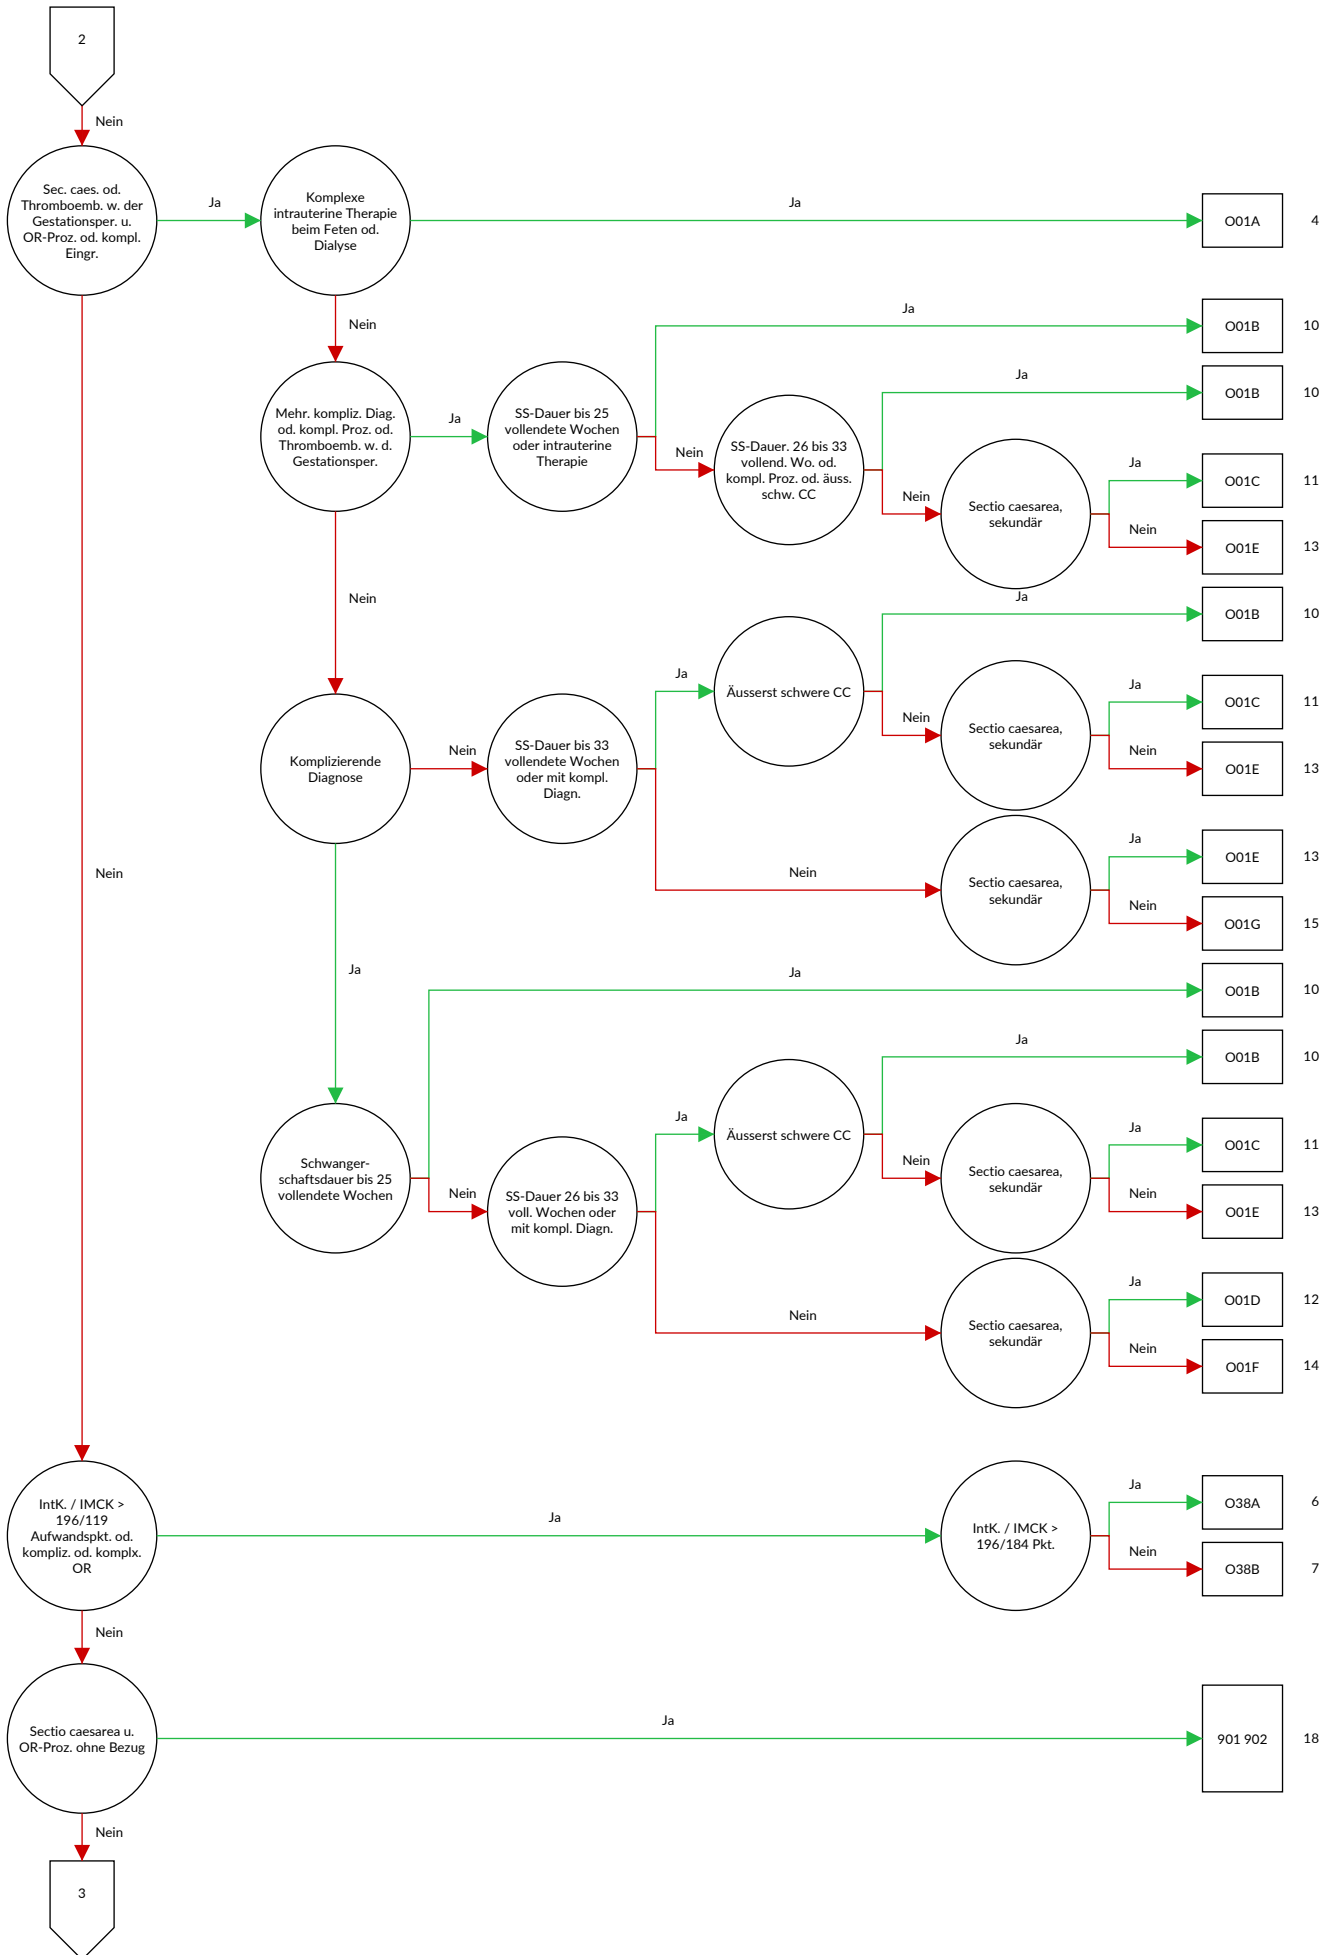 2
Nein
Sec. caes. od.
Thromboemb. w. der
Gestationsper. u.
OR-Proz. od. kompl.
Eingr.
Ja
Komplexe
intrauterine Therapie
beim Feten od.
Dialyse
Ja
O01A
4
Nein
Mehr. kompliz. Diag.
od. kompl. Proz. od.
Thromboemb. w. d.
Gestationsper.
Ja
SS-Dauer bis 25
vollendete Wochen
oder intrauterine
Therapie
Ja
O01B
10
Nein
SS-Dauer. 26 bis 33
vollend. Wo. od.
kompl. Proz. od. äuss.
schw. CC
Ja
O01B
10
Nein
Sectio caesarea,
sekundär
Ja
O01C
11
Nein
O01E
13
Nein
Komplizierende
Diagnose
Nein
SS-Dauer bis 33
vollendete Wochen
oder mit kompl.
Diagn.
Ja
Äusserst schwere CC
Ja
O01B
10
Nein
Sectio caesarea,
sekundär
Ja
O01C
11
Nein
O01E
13
Nein
Sectio caesarea,
sekundär
Ja
O01E
13
Nein
O01G
15
Ja
Schwanger-
schaftsdauer bis 25
vollendete Wochen
Ja
O01B
10
Nein
SS-Dauer 26 bis 33
voll. Wochen oder
mit kompl. Diagn.
Ja
Äusserst schwere CC
Ja
O01B
10
Nein
Sectio caesarea,
sekundär
Ja
O01C
11
Nein
O01E
13
Nein
Sectio caesarea,
sekundär
Ja
O01D
12
Nein
O01F
14
Nein
IntK. / IMCK >
196/119
Aufwandspkt. od.
kompliz. od. komplx.
OR
Ja
IntK. / IMCK >
196/184 Pkt.
Ja
O38A
6
Nein
O38B
7
Nein
Sectio caesarea u.
OR-Proz. ohne Bezug
Ja
901 902
18
Nein
3